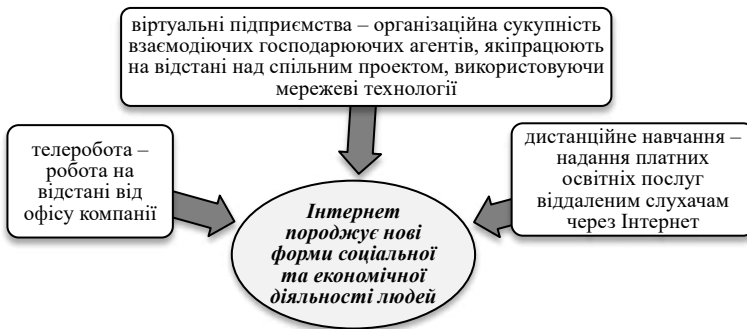 віртуальні підприємства – організаційна сукупність
взаємодіючих господарюючих агентів, якіпрацюють
на відстані над спільним проектом, використовуючи
мережеві технології
телеробота –
робота на
відстані від
офісу компанії
дистанційне навчання –
надання платних
освітніх послуг
віддаленим слухачам
через Інтернет
Інтернет
породжує нові
форми соціальної
та економічної
діяльності людей